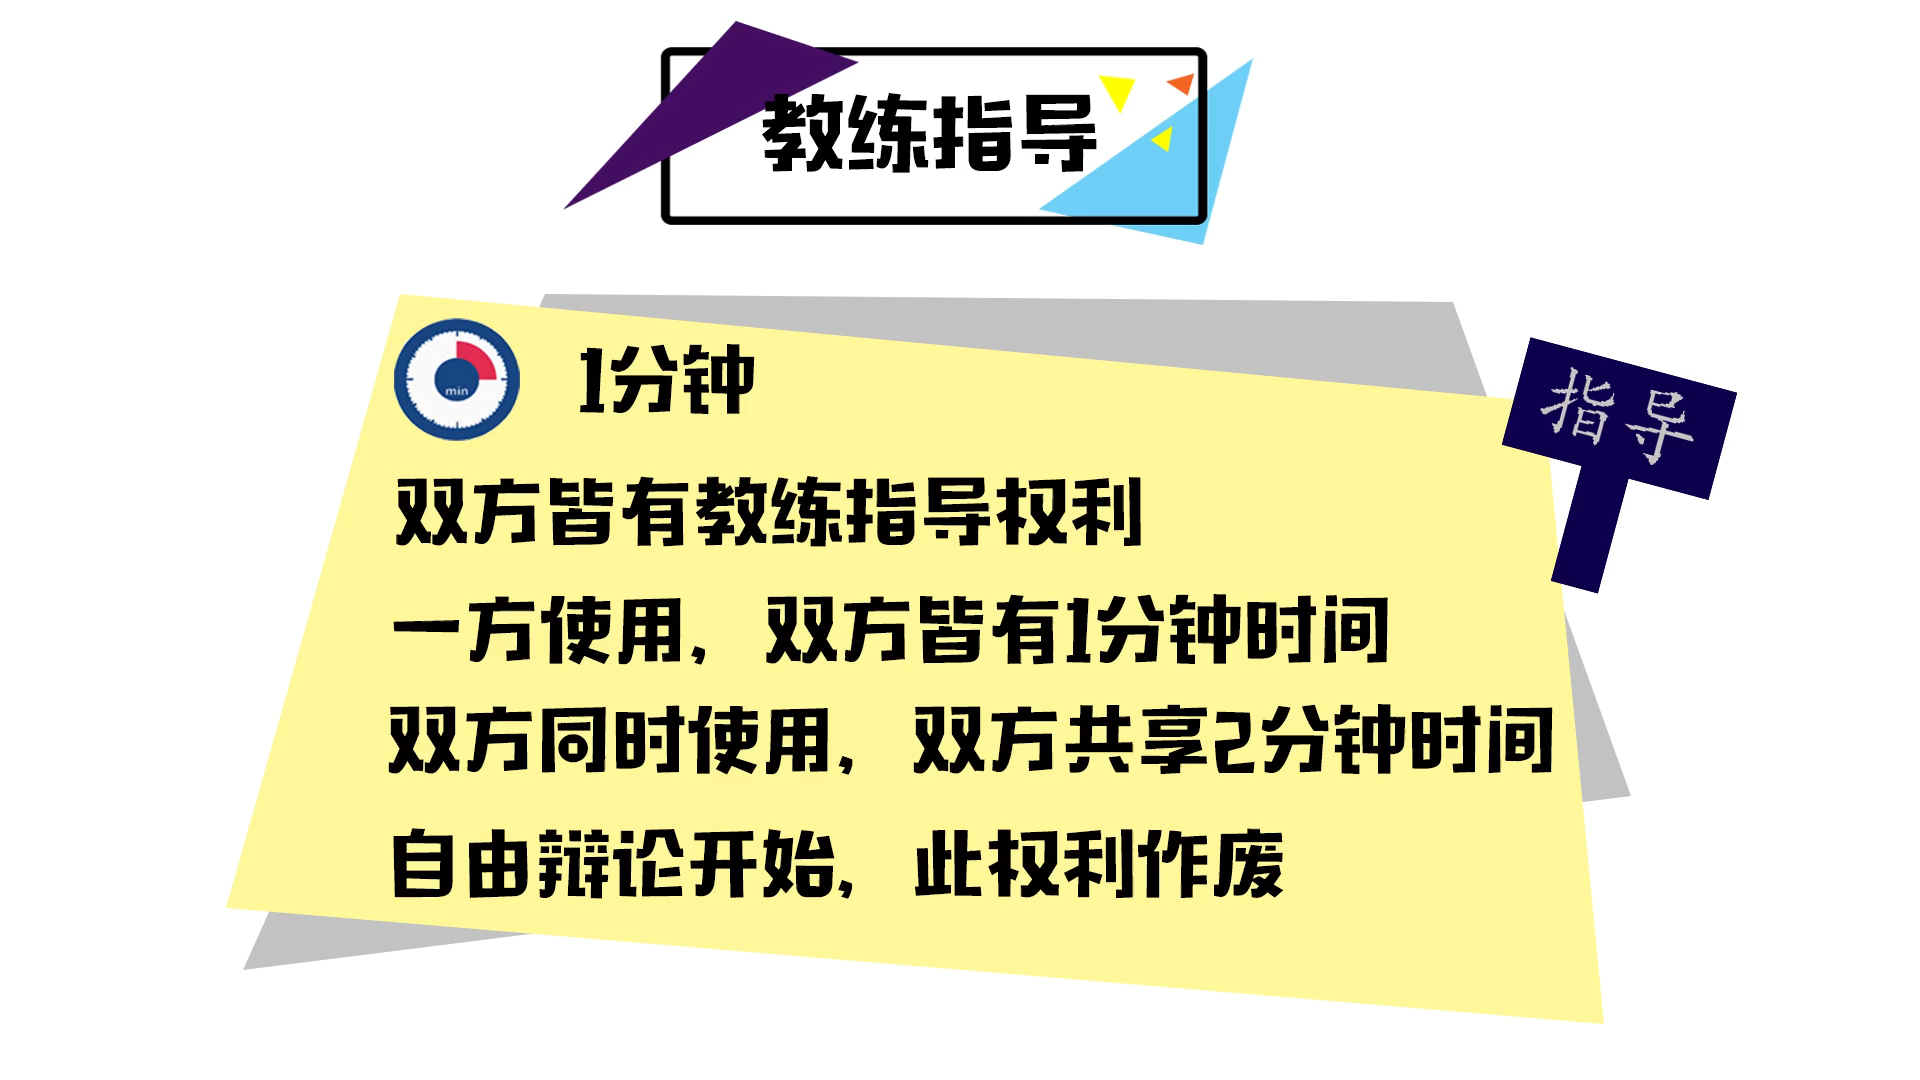 教练指导
min
1分钟
指导
双方皆有教练指导权利
一方使用，双方皆有1分钟时间
双方同时使用，双方共享2分钟时间
自由辩论开始，此权利作废